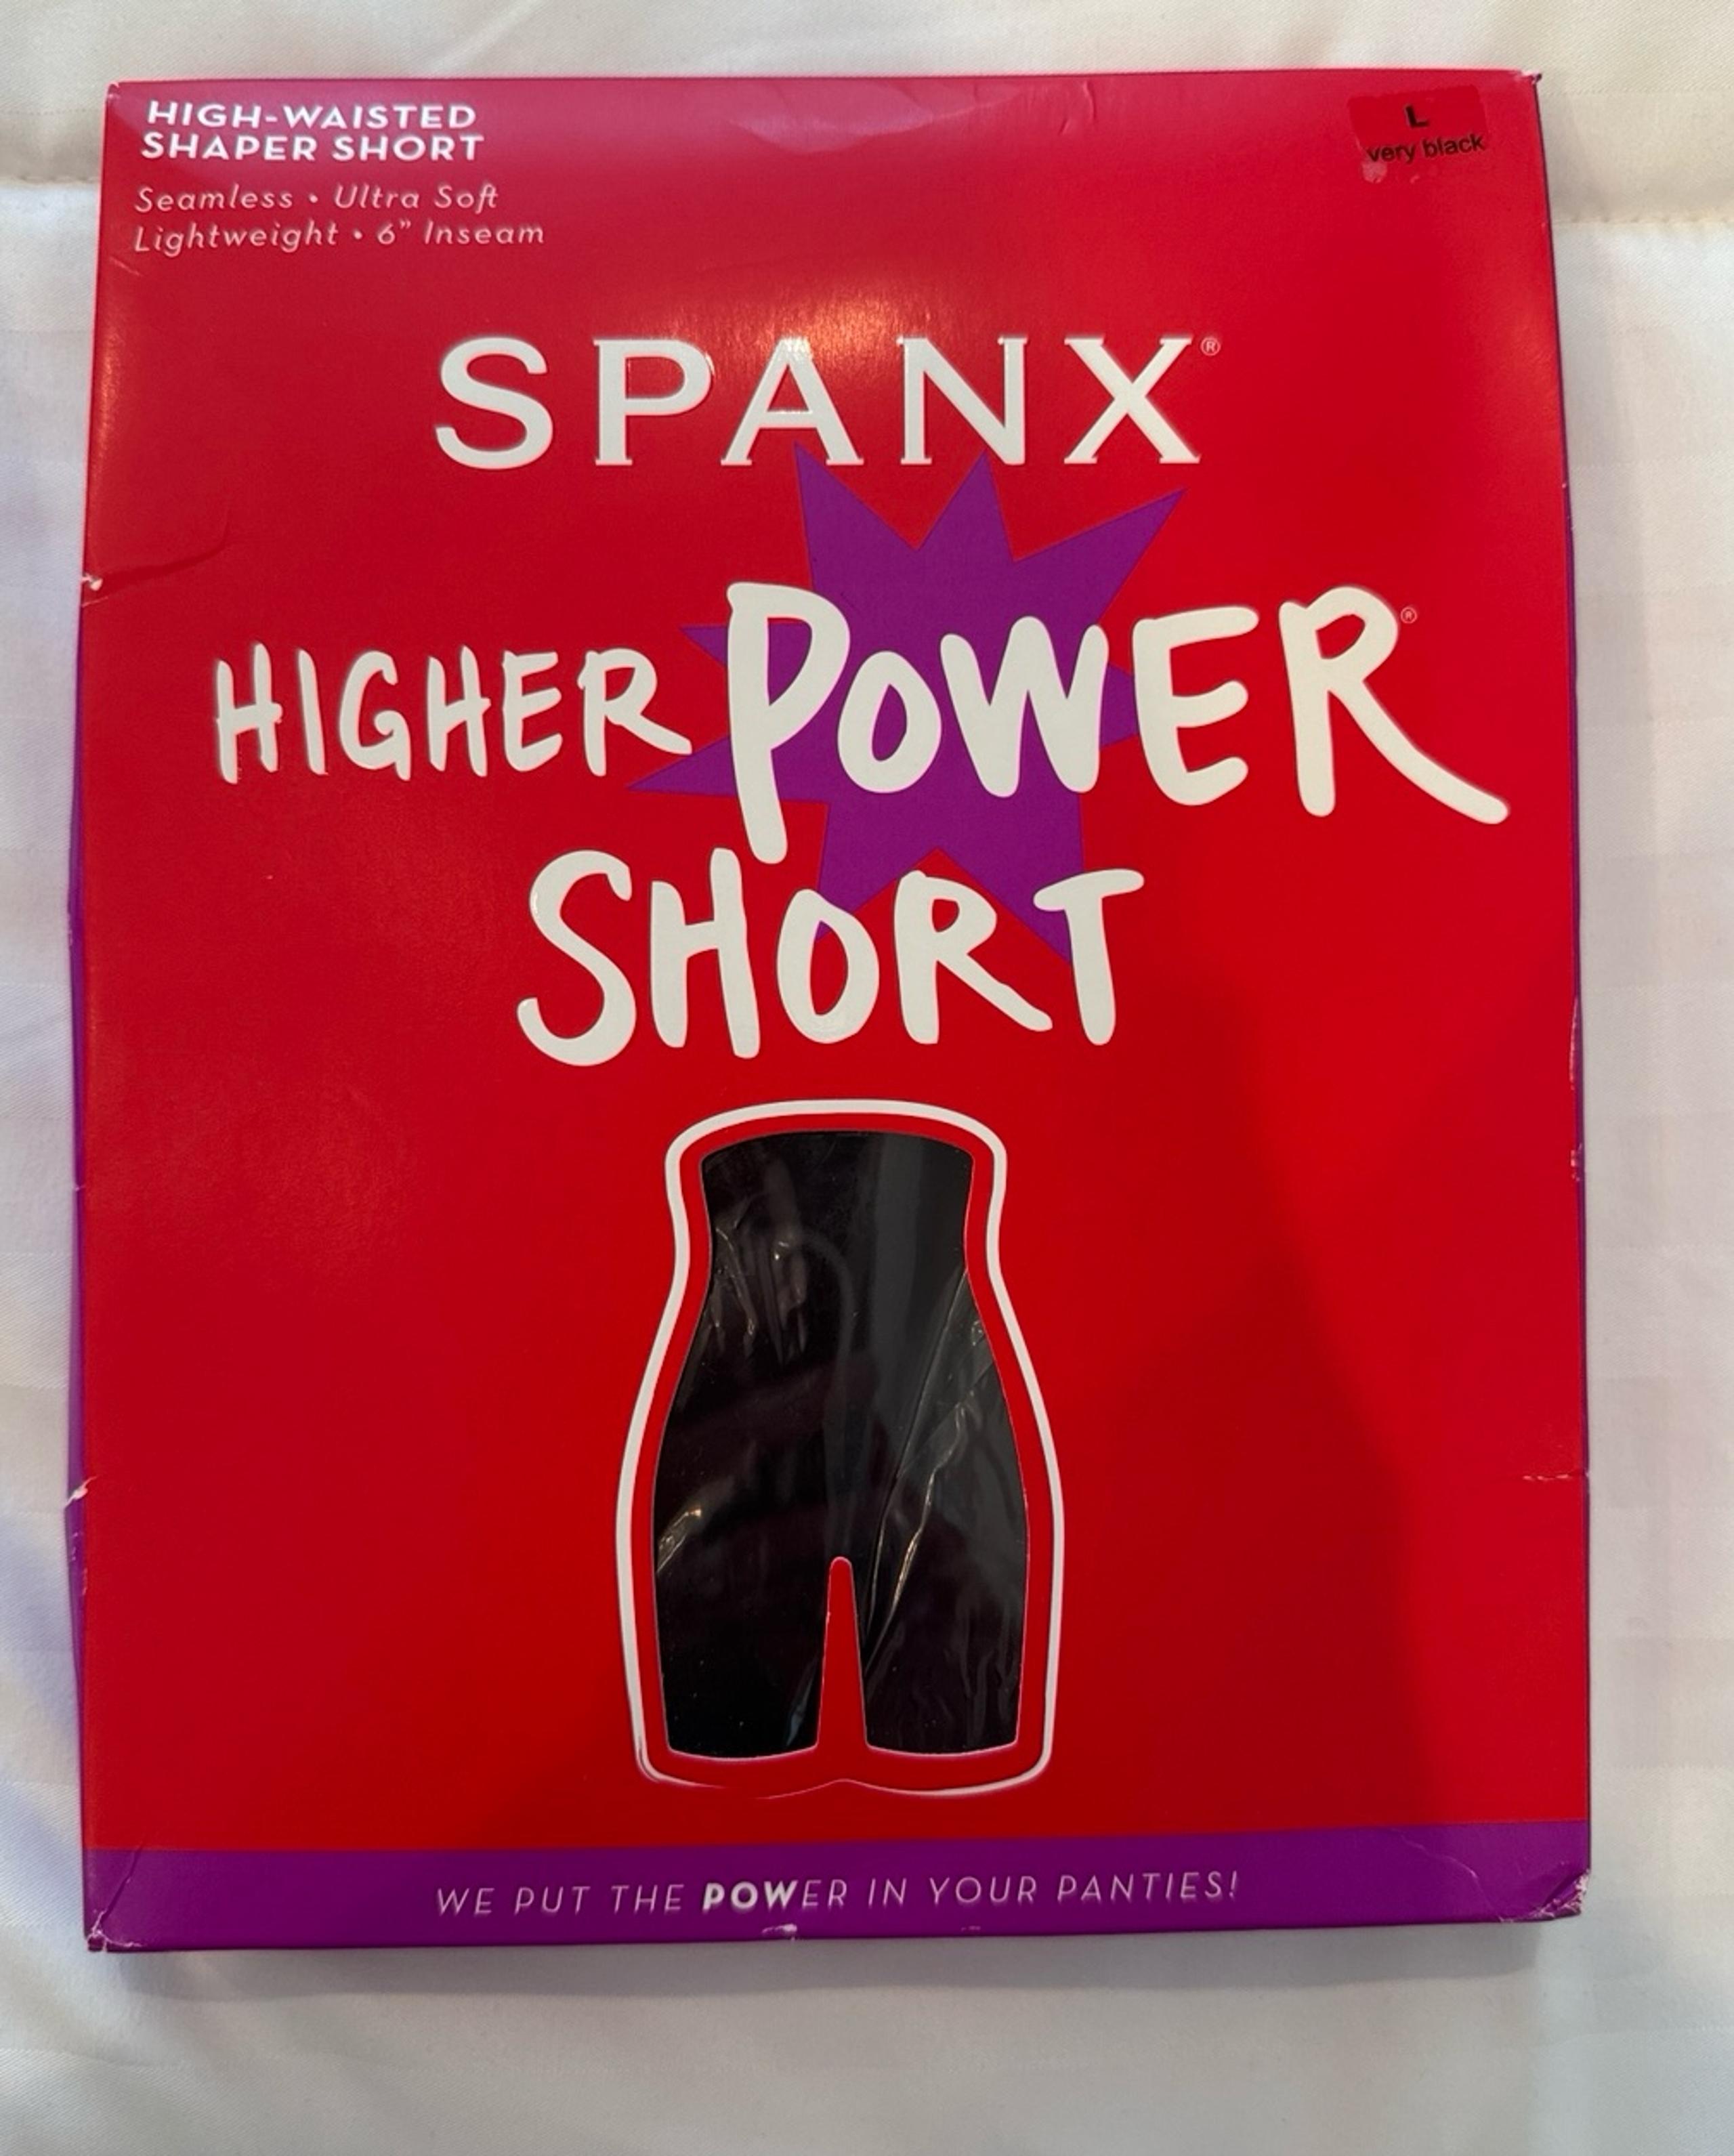 HIGH-WAISTED
SHAPER SHORT
Seamless • Ultra Soft
Lightweight • 6” Inseam
L
very black
SPANX®
HIGHER POWER®
SHORT
WE PUT THE POWER IN YOUR PANTIES!